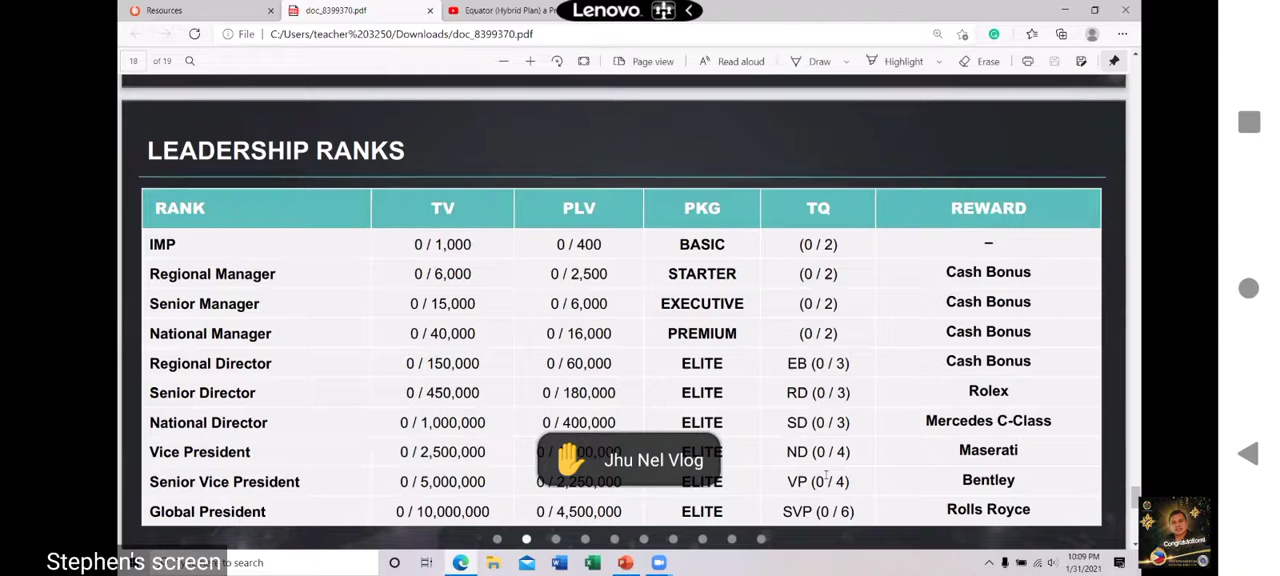 Resources
doc_8399370.pdf
Equator (Hybrid Plan) a Pr
Lenovo
File
C:/Users/teacher%203250/Downloads/doc_8399370.pdf
18 of 19
Page view
Read aloud
Draw
Highlight
Erase
LEADERSHIP RANKS
RANK TV PLV PKG TQ REWARD
IMP 0 / 1,000 0 / 400 BASIC (0 / 2) –
Regional Manager 0 / 6,000 0 / 2,500 STARTER (0 / 2) Cash Bonus
Senior Manager 0 / 15,000 0 / 6,000 EXECUTIVE (0 / 2) Cash Bonus
National Manager 0 / 40,000 0 / 16,000 PREMIUM (0 / 2) Cash Bonus
Regional Director 0 / 150,000 0 / 60,000 ELITE EB (0 / 3) Cash Bonus
Senior Director 0 / 450,000 0 / 180,000 ELITE RD (0 / 3) Rolex
National Director 0 / 1,000,000 0 / 400,000 ELITE SD (0 / 3) Mercedes C-Class
Vice President 0 / 2,500,000 ELITE ND (0 / 4) Maserati
Jhu Nel Vlog
Senior Vice President 0 / 5,000,000 0 / 2,250,000 ELITE VP (0 / 4) Bentley
Global President 0 / 10,000,000 0 / 4,500,000 ELITE SVP (0 / 6) Rolls Royce
Stephen's screen
to search
10:09 PM
1/31/2021
Congratulations!